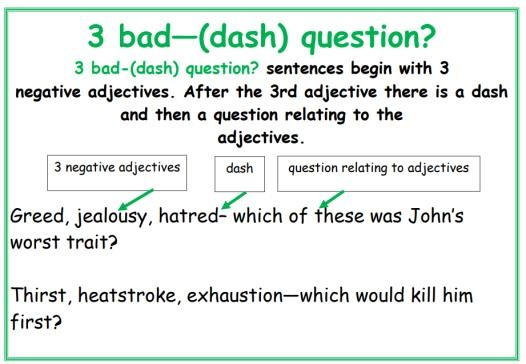 3 bad—(dash) question?
3 bad-(dash) question? sentences begin with 3
negative adjectives. After the 3rd adjective there is a dash
and then a question relating to the
adjectives.
3 negative adjectives
dash
question relating to adjectives
Greed, jealousy, hatred– which of these was John’s
worst trait?
Thirst, heatstroke, exhaustion—which would kill him
first?